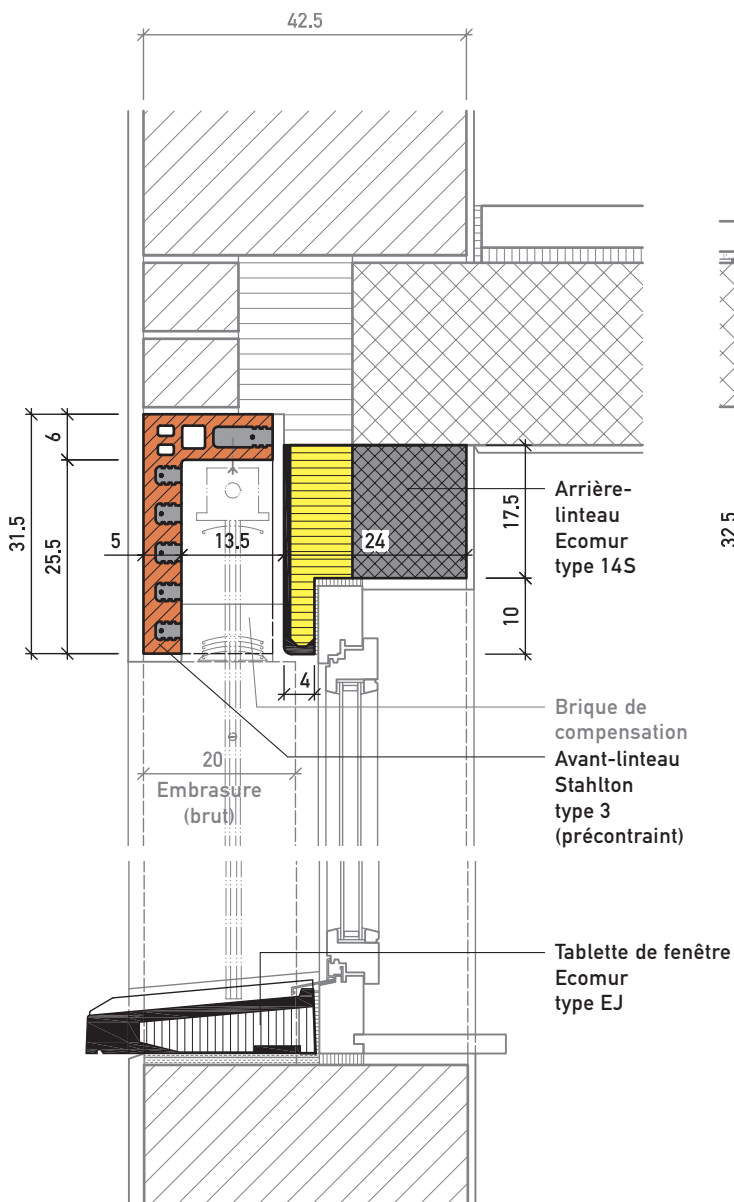 42.5
6
31.5
25.5
5
13.5
24
17.5
10
4
Arrière-
linteau
Ecomur
type 14S
32.5
Brique de
compensation
Avant-linteau
Stahlton
type 3
(précontraint)
20
Embrasure
(brut)
Tablette de fenêtre
Ecomur
type EJ